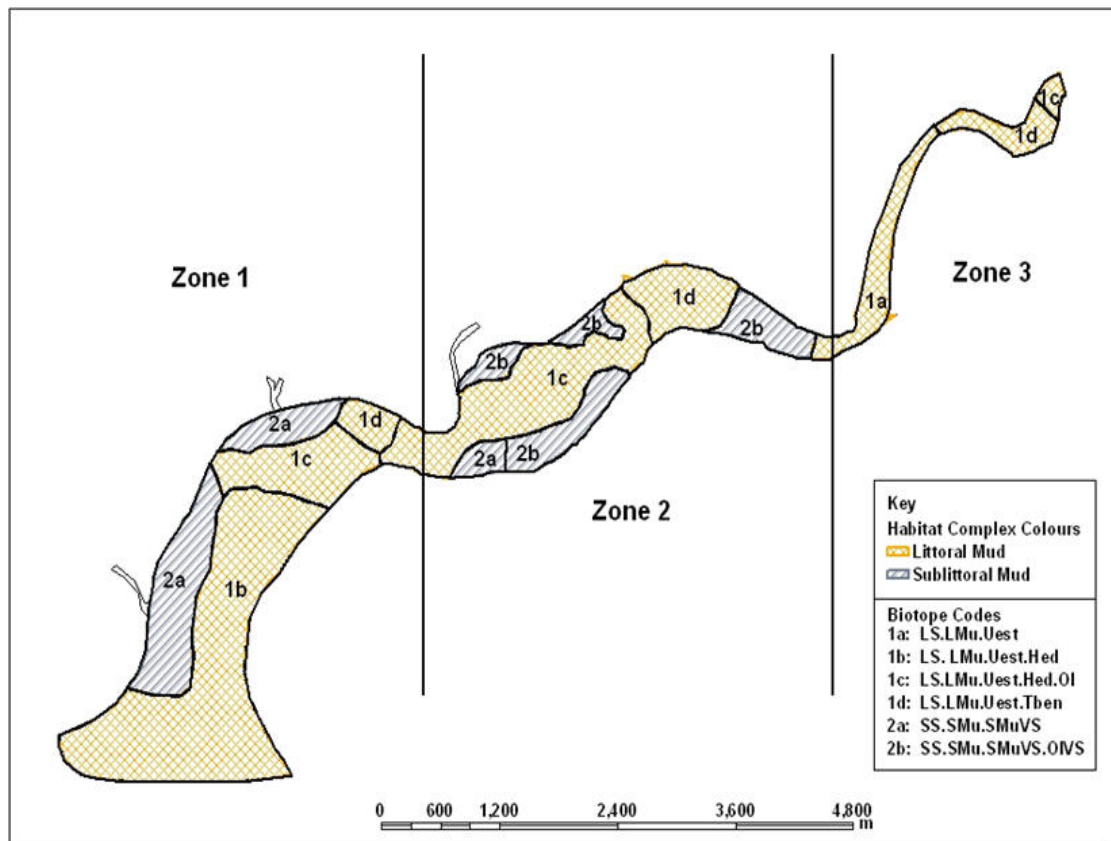 1c
1d
Zone 3
Zone 1
1d
1a
2b
2b
2b
1c
2a
1d
1c
2a
2b
Zone 2
2a
1b
Key
Habitat Complex Colours
Littoral Mud
Sublittoral Mud
Biotope Codes
1a: LS.LMu.Uest
1b: LS. LMu.Uest.Hed
1c: LS.LMu.Uest.Hed.Ol
1d: LS.LMu.Uest.Tben
2a: SS.SMu.SMuVS
2b: SS.SMu.SMuVS.OlVS
0 600 1,200 2,400 3,600 4,800
m